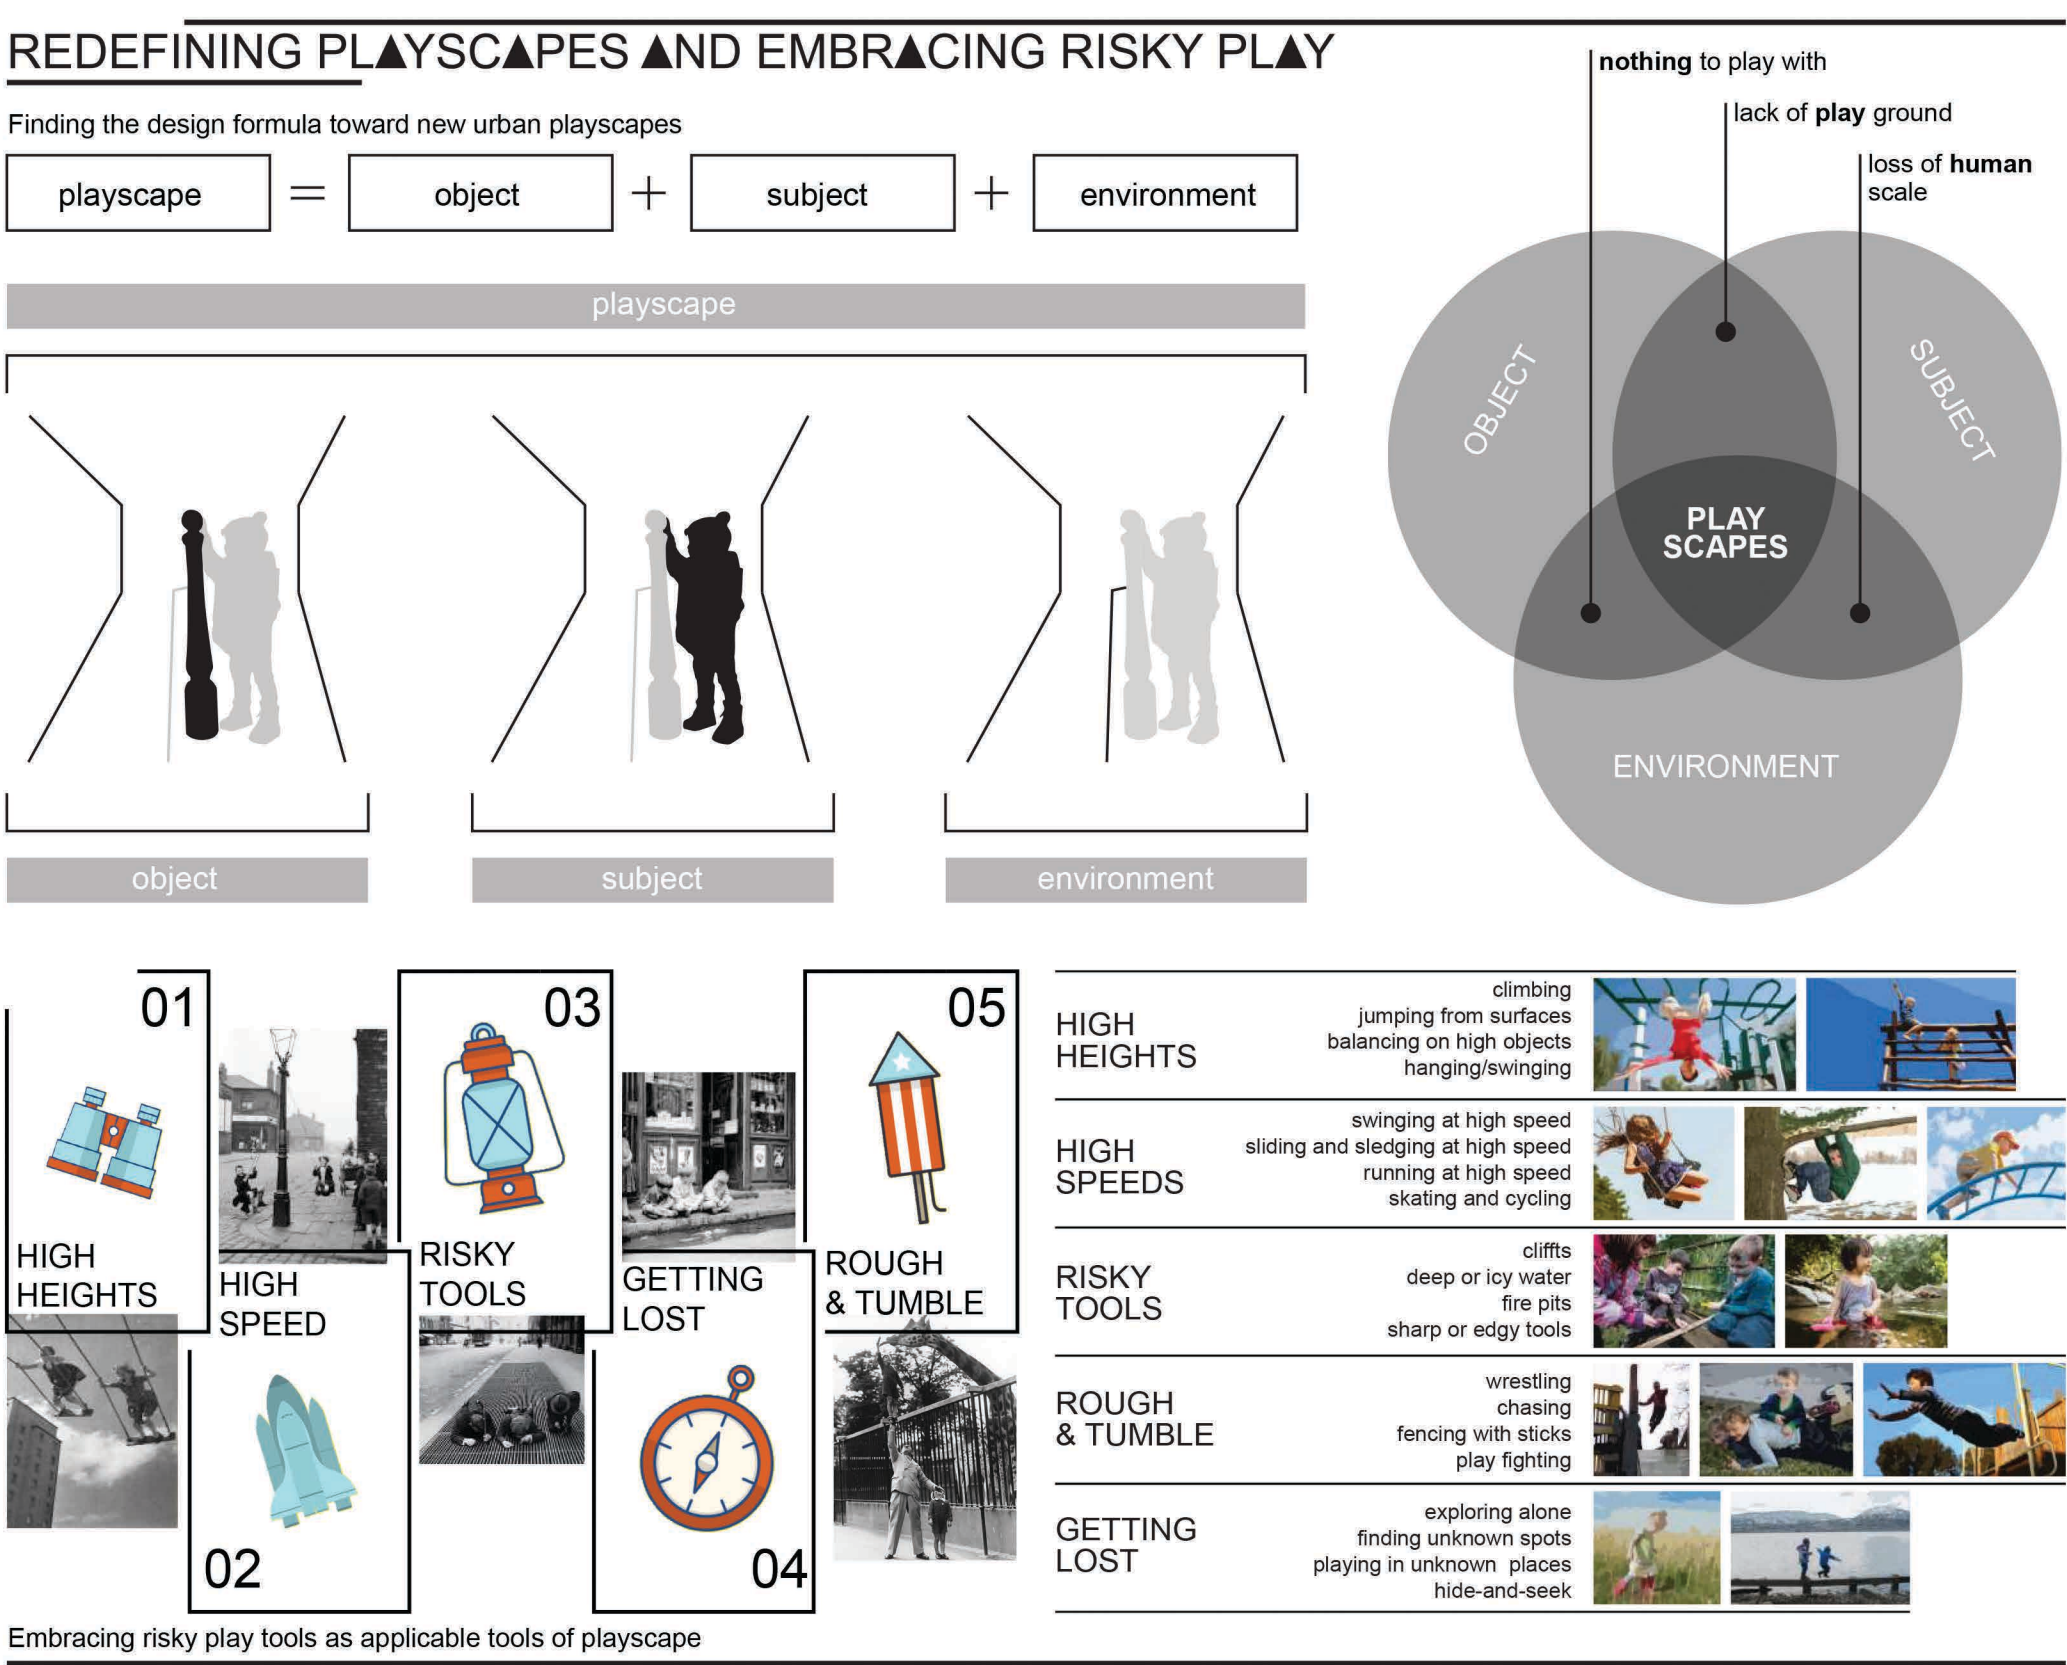 REDEFINING PLAYSCAPES AND EMBRACING RISKY PLAY
Finding the design formula toward new urban playscapes
playscape = object + subject + environment
playscape
object
subject
environment
nothing to play with
lack of play ground
loss of human
scale
OBJECT
SUBJECT
PLAY
SCAPES
ENVIRONMENT
01
HIGH
HEIGHTS
HIGH
SPEED
02
03
RISKY
TOOLS
GETTING
LOST
04
05
ROUGH
& TUMBLE
HIGH
HEIGHTS
climbing
jumping from surfaces
balancing on high objects
hanging/swinging
HIGH
SPEEDS
swinging at high speed
sliding and sledging at high speed
running at high speed
skating and cycling
RISKY
TOOLS
cliffts
deep or icy water
fire pits
sharp or edgy tools
ROUGH
& TUMBLE
wrestling
chasing
fencing with sticks
play fighting
GETTING
LOST
exploring alone
finding unknown spots
playing in unknown places
hide-and-seek
Embracing risky play tools as applicable tools of playscape